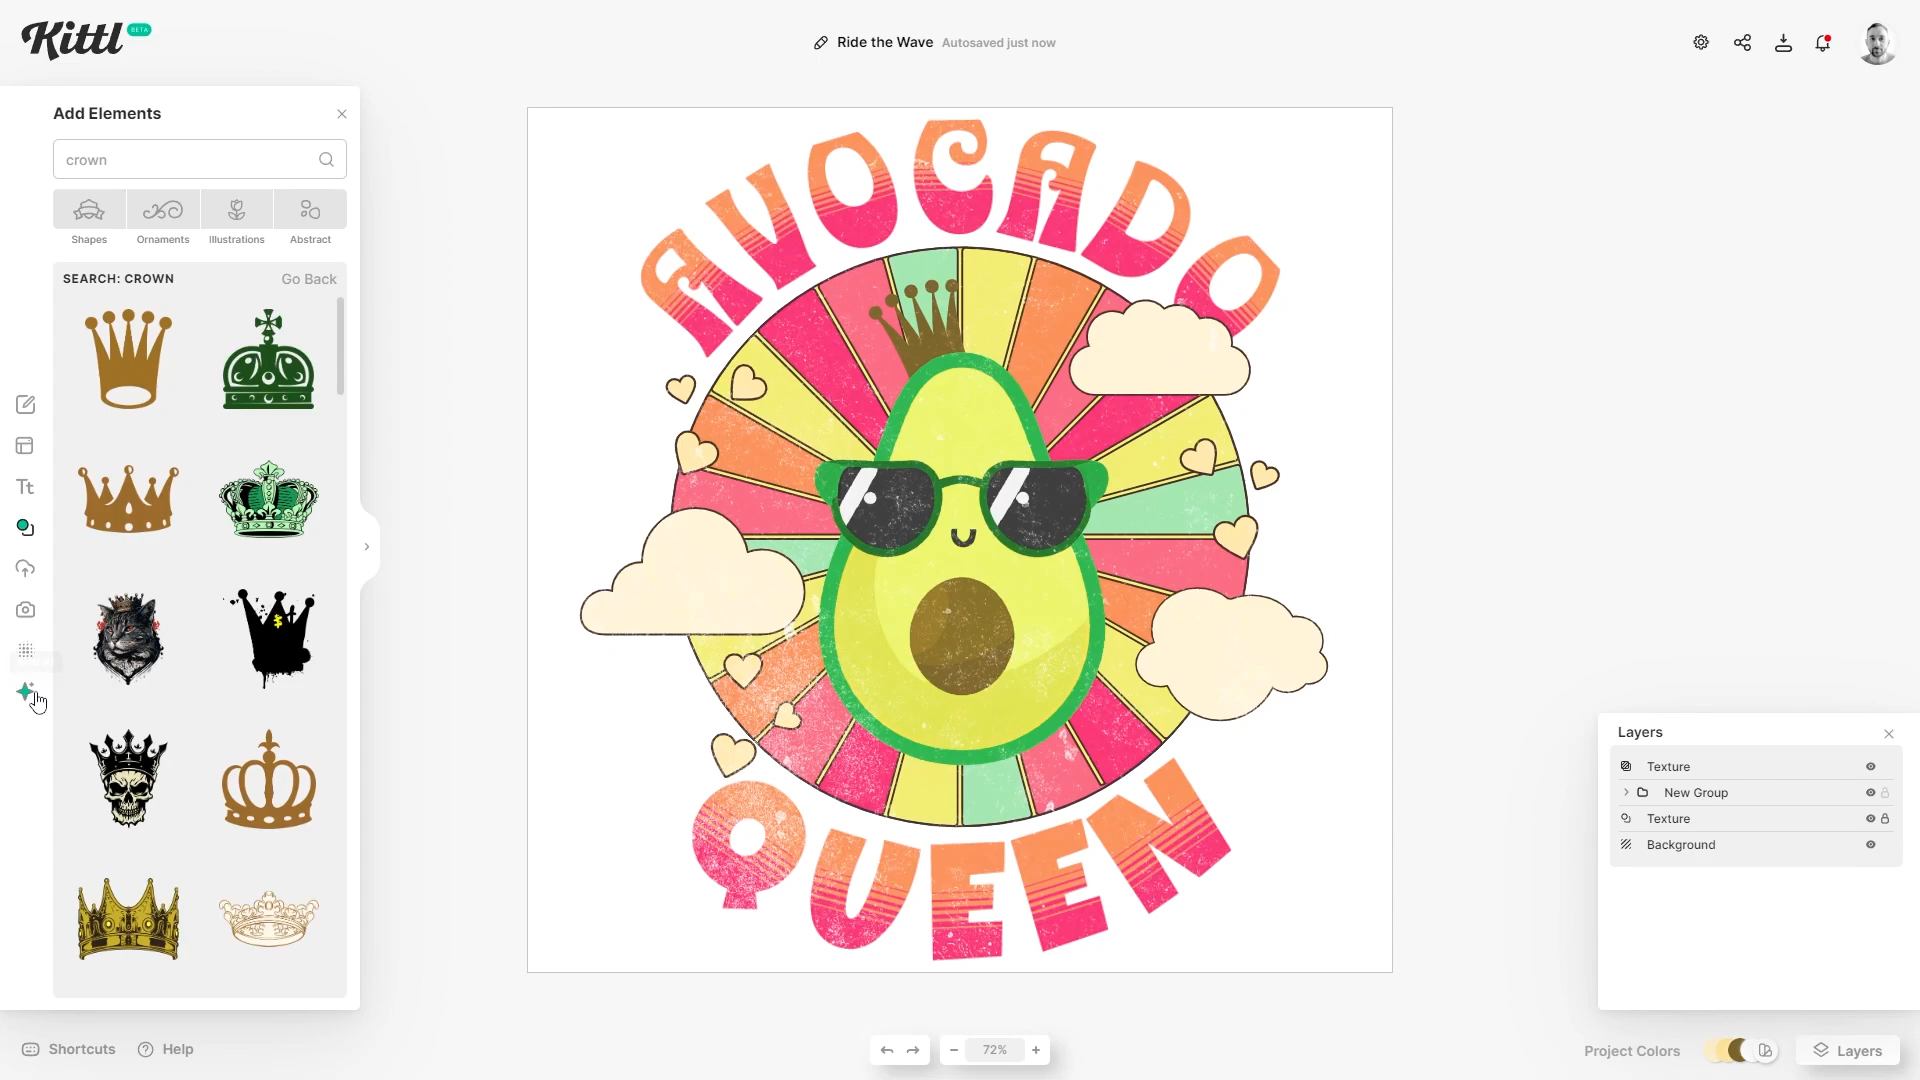 Kittl BETA
Ride the Wave Autosaved just now
Add Elements
crown
Shapes Ornaments Illustrations Abstract
SEARCH: CROWN Go Back
Tt
AVOCADO
QUEEN
Layers
Texture
New Group
Texture
Background
Shortcuts Help
72%
Project Colors
Layers